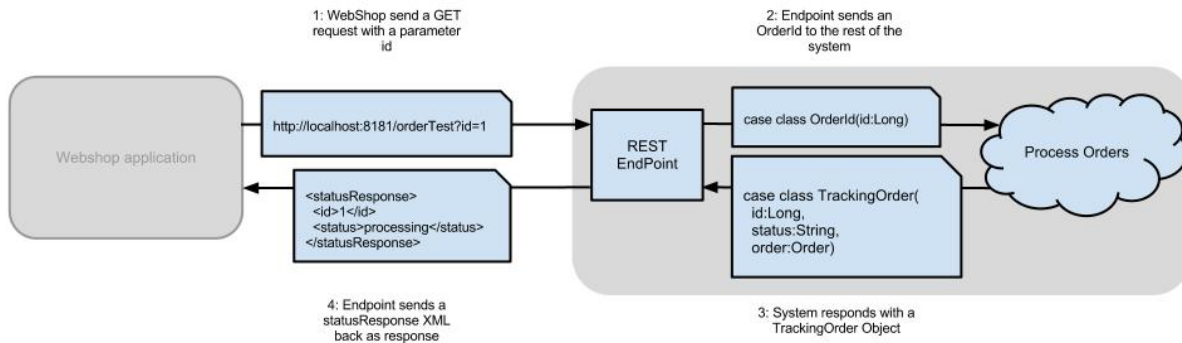 1: WebShop send a GET
request with a parameter
id
2: Endpoint sends an
OrderId to the rest of the
system
Webshop application
http://localhost:8181/orderTest?id=1
REST
EndPoint
case class OrderId(id:Long)
Process Orders
<statusResponse>
<id>1</id>
<status>processing</status>
</statusResponse>
case class TrackingOrder(
id:Long,
status:String,
order:Order)
4: Endpoint sends a
statusResponse XML
back as response
3: System responds with a
TrackingOrder Object